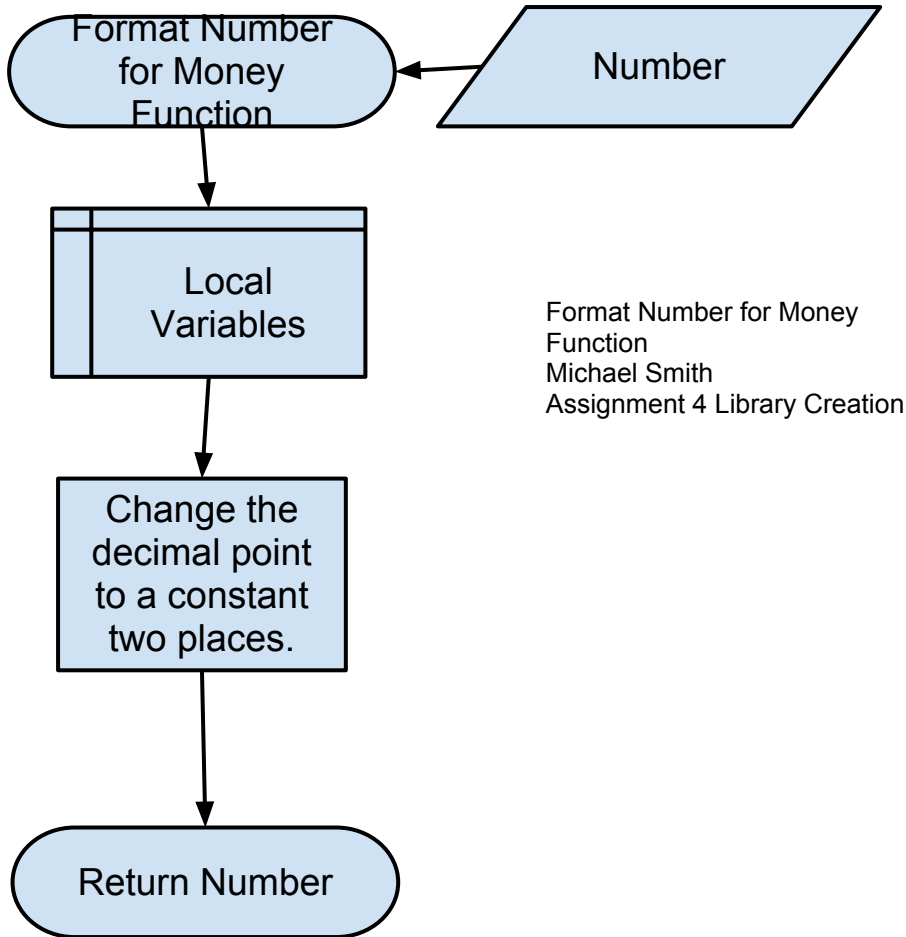 Format Number
for Money
Function
Number
Local
Variables
Format Number for Money
Function
Michael Smith
Assignment 4 Library Creation
Change the
decimal point
to a constant
two places.
Return Number